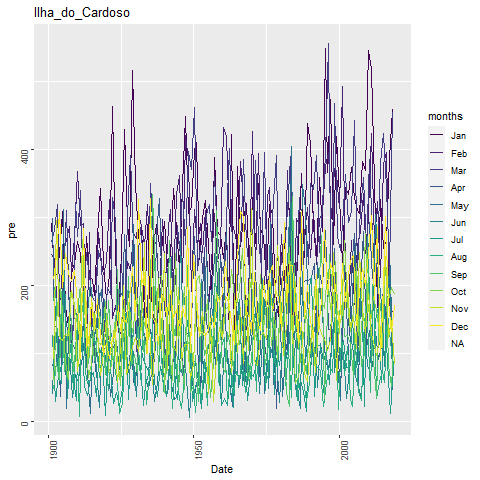 Ilha_do_Cardoso
pre
400
200
0
1900
1950
2000
Date
months
Jan
Feb
Mar
Apr
May
Jun
Jul
Aug
Sep
Oct
Nov
Dec
NA